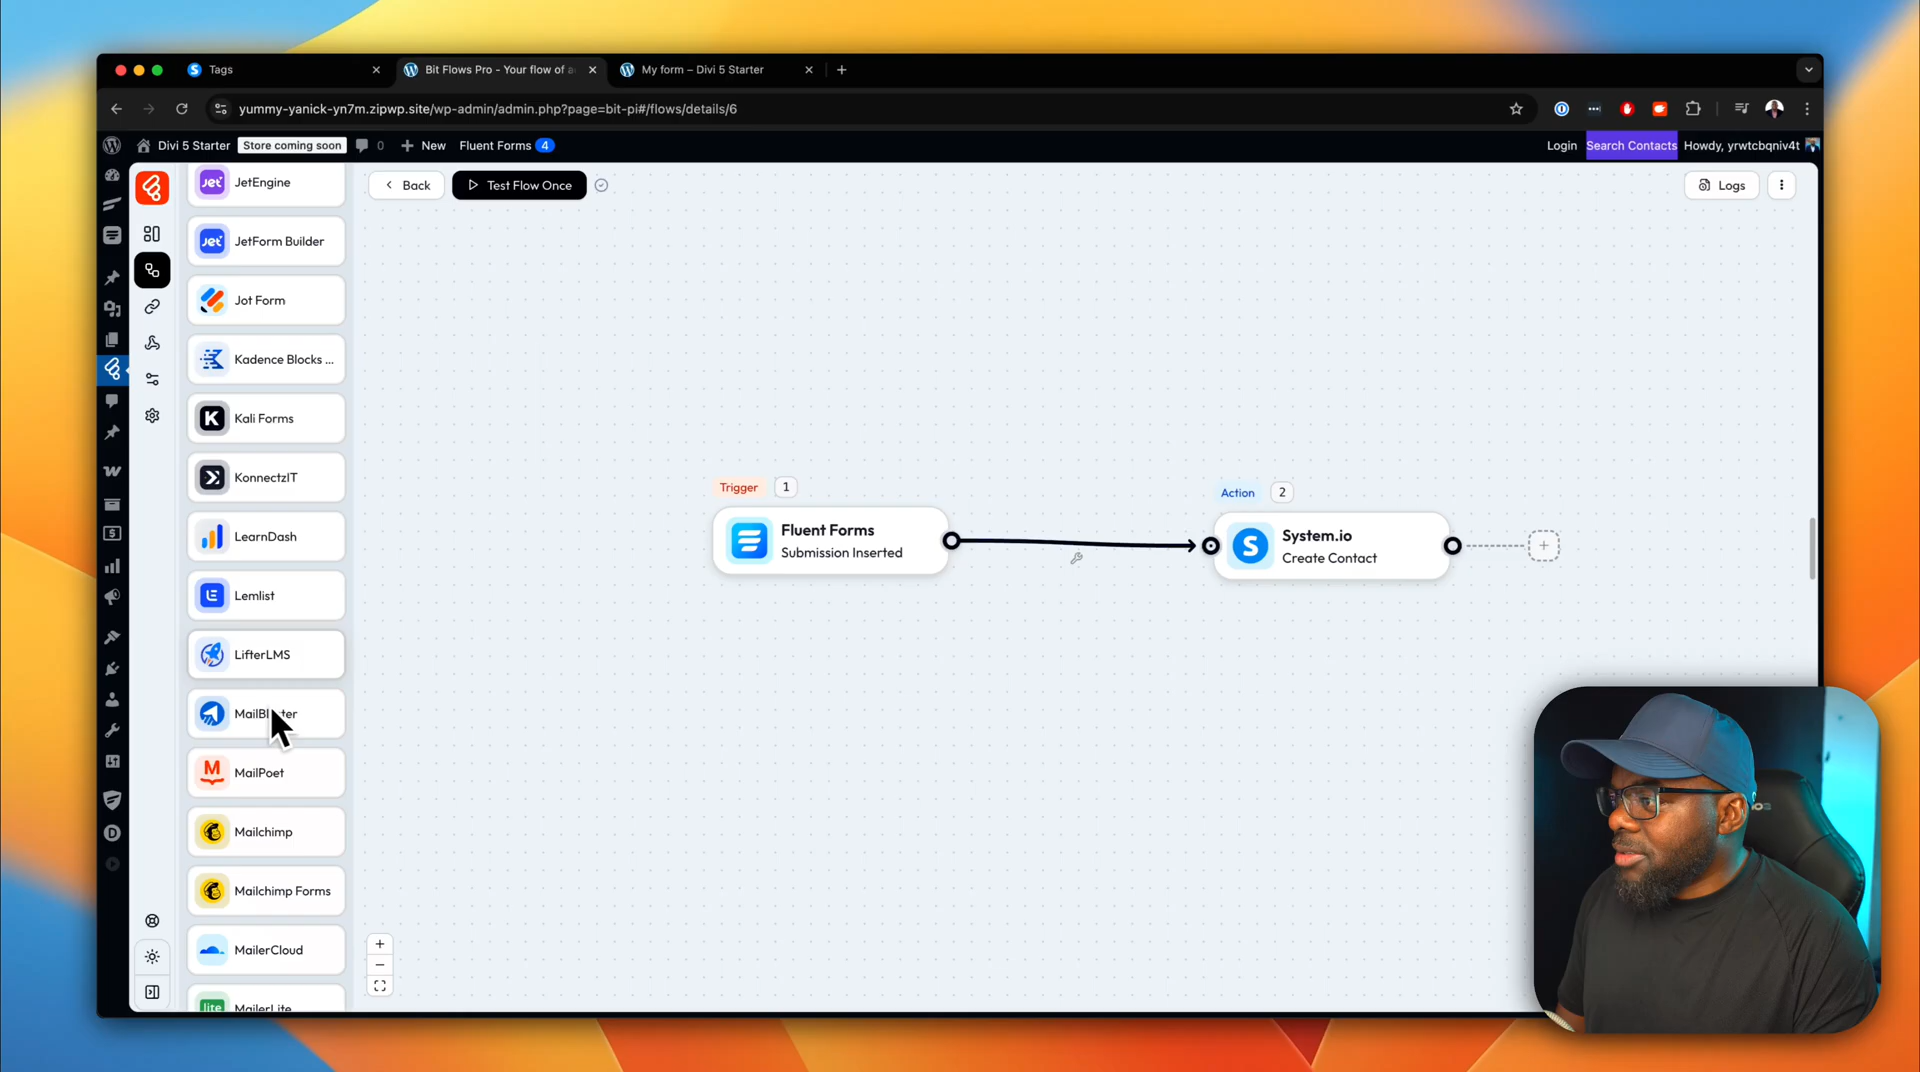 Tags
Bit Flows Pro - Your flow of a
My form – Divi 5 Starter
yummy-yanick-yn7m.zipwp.site/wp-admin/admin.php?page=bit-pi#/flows/details/6
Divi 5 Starter
Store coming soon
0
New
Fluent Forms 4
Login
Search Contacts
Howdy, yrwtcbqniv4t
JetEngine
JetForm Builder
Jot Form
Kadence Blocks ...
Kali Forms
KonnectzIT
LearnDash
Lemlist
LifterLMS
MailPoet
Mailchimp
Mailchimp Forms
MailerCloud
MailerLite
Back
Test Flow Once
Logs
Trigger 1
Fluent Forms
Submission Inserted
Action 2
System.io
Create Contact